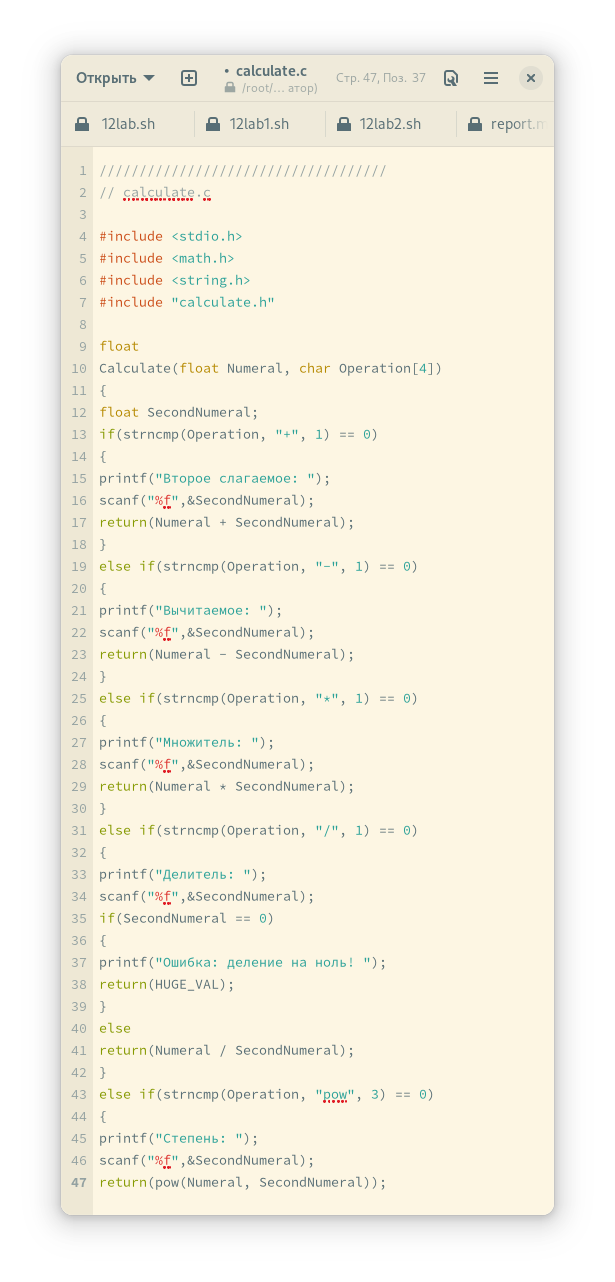 Открыть
• calculate.c
/root/… атор)
Стр. 47, Поз. 37
12lab.sh
12lab1.sh
12lab2.sh
report.m
1 ////////////////////////////////////
2 // calculate.c
3
4 #include <stdio.h>
5 #include <math.h>
6 #include <string.h>
7 #include "calculate.h"
8
9 float
10 Calculate(float Numeral, char Operation[4])
11 {
12 float SecondNumeral;
13 if(strncmp(Operation, "+", 1) == 0)
14 {
15 printf("Второе слагаемое: ");
16 scanf("%f",&SecondNumeral);
17 return(Numeral + SecondNumeral);
18 }
19 else if(strncmp(Operation, "-", 1) == 0)
20 {
21 printf("Вычитаемое: ");
22 scanf("%f",&SecondNumeral);
23 return(Numeral - SecondNumeral);
24 }
25 else if(strncmp(Operation, "*", 1) == 0)
26 {
27 printf("Множитель: ");
28 scanf("%f",&SecondNumeral);
29 return(Numeral * SecondNumeral);
30 }
31 else if(strncmp(Operation, "/", 1) == 0)
32 {
33 printf("Делитель: ");
34 scanf("%f",&SecondNumeral);
35 if(SecondNumeral == 0)
36 {
37 printf("Ошибка: деление на ноль! ");
38 return(HUGE_VAL);
39 }
40 else
41 return(Numeral / SecondNumeral);
42 }
43 else if(strncmp(Operation, "pow", 3) == 0)
44 {
45 printf("Степень: ");
46 scanf("%f",&SecondNumeral);
47 return(pow(Numeral, SecondNumeral));